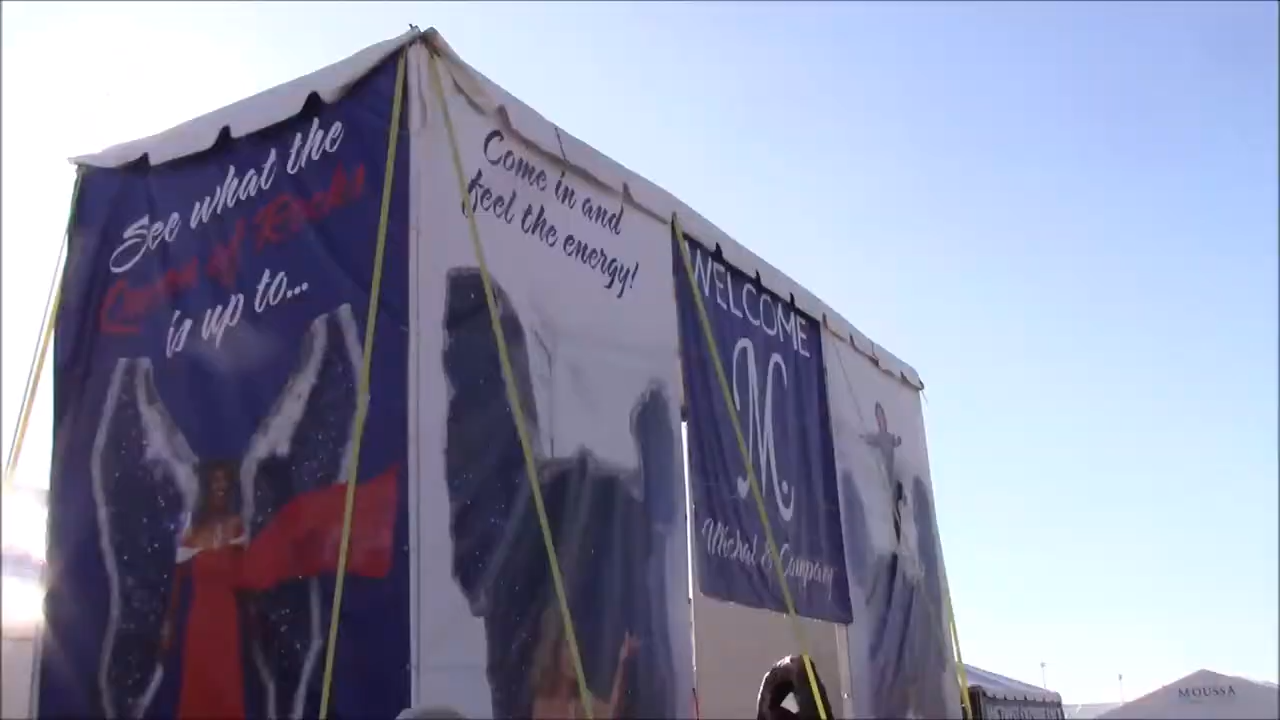 See what the
Queen of Rocks
is up to...
Come in and
feel the energy!
WELCOME
M.
Michal & Company
MOUSSA